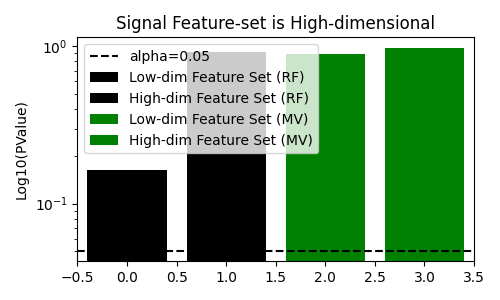 Signal Feature-set is High-dimensional
Log10(PValue)
10^0
10^-1
alpha=0.05
Low-dim Feature Set (RF)
High-dim Feature Set (RF)
Low-dim Feature Set (MV)
High-dim Feature Set (MV)
−0.5 0.0 0.5 1.0 1.5 2.0 2.5 3.0 3.5